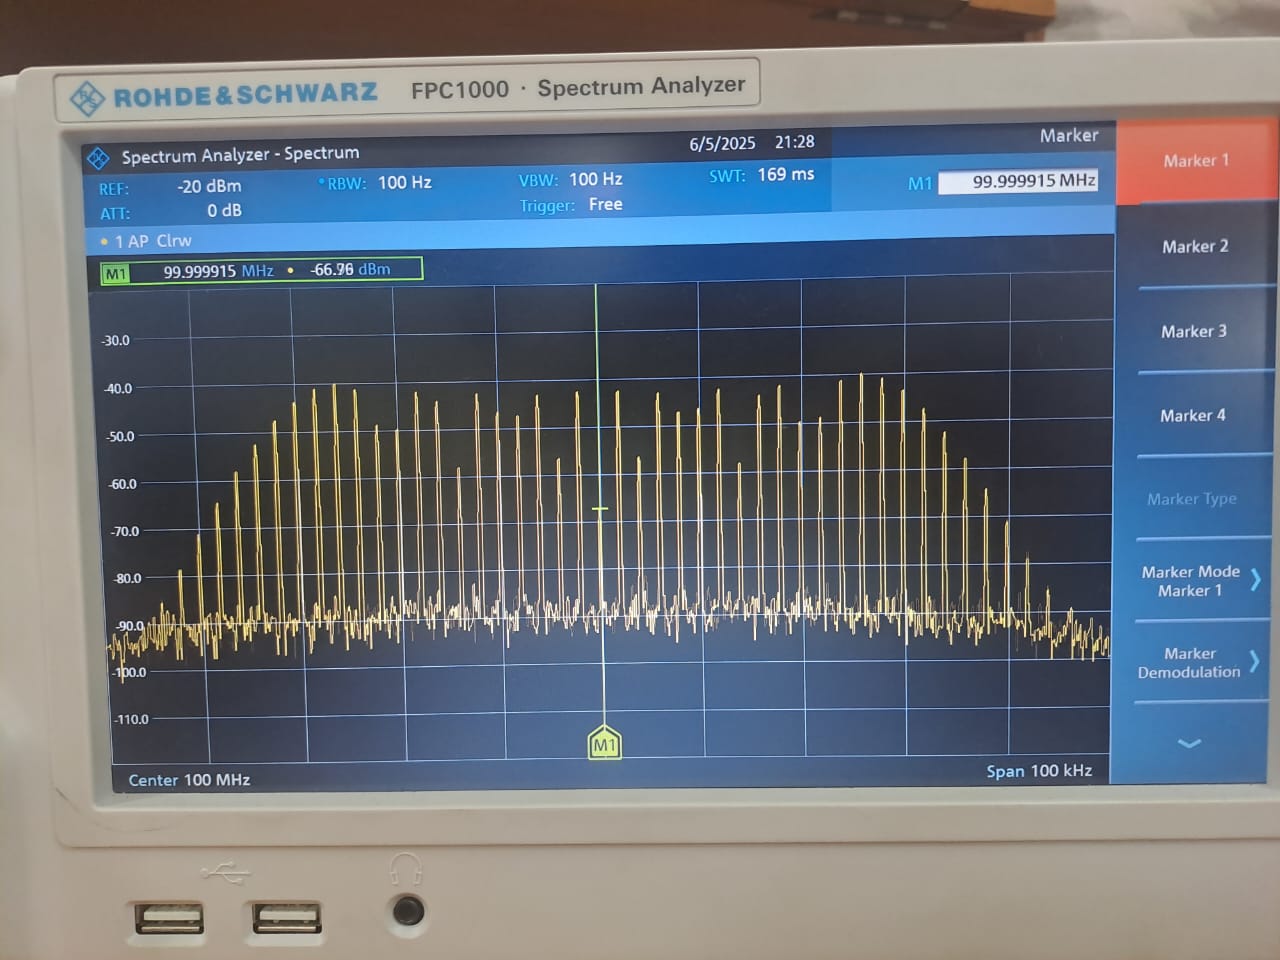 ROHDE&SCHWARZ FPC1000 · Spectrum Analyzer
Spectrum Analyzer - Spectrum 6/5/2025 21:28 Marker
REF: -20 dBm RBW: 100 Hz VBW: 100 Hz SWT: 169 ms M1 99.999915 MHz
ATT: 0 dB Trigger: Free
1 AP Clrw
M1 99.999915 MHz • dBm
-30.0
-40.0
-50.0
-60.0
-70.0
-80.0
-90.0
-100.0
-110.0
M1
Center 100 MHz Span 100 kHz
Marker 1
Marker 2
Marker 3
Marker 4
Marker Type
Marker Mode
Marker 1
Marker
Demodulation